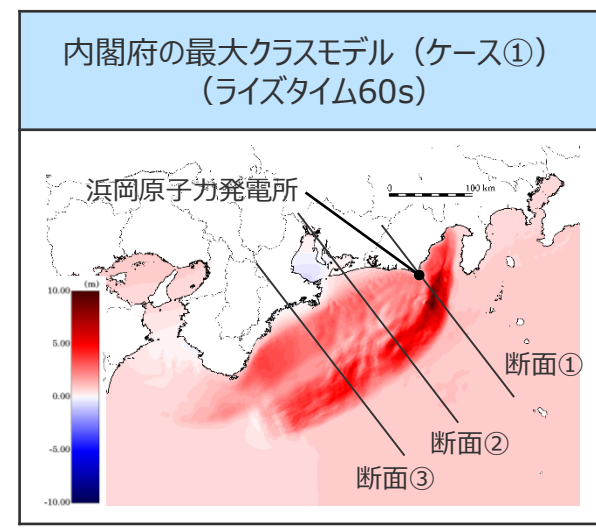 内閣府の最大クラスモデル（ケース①）
（ライズタイム60s）
浜岡原子力発電所
0 100 km
(m)
10.00
5.00
0.00
-5.00
-10.00
断面①
断面②
断面③